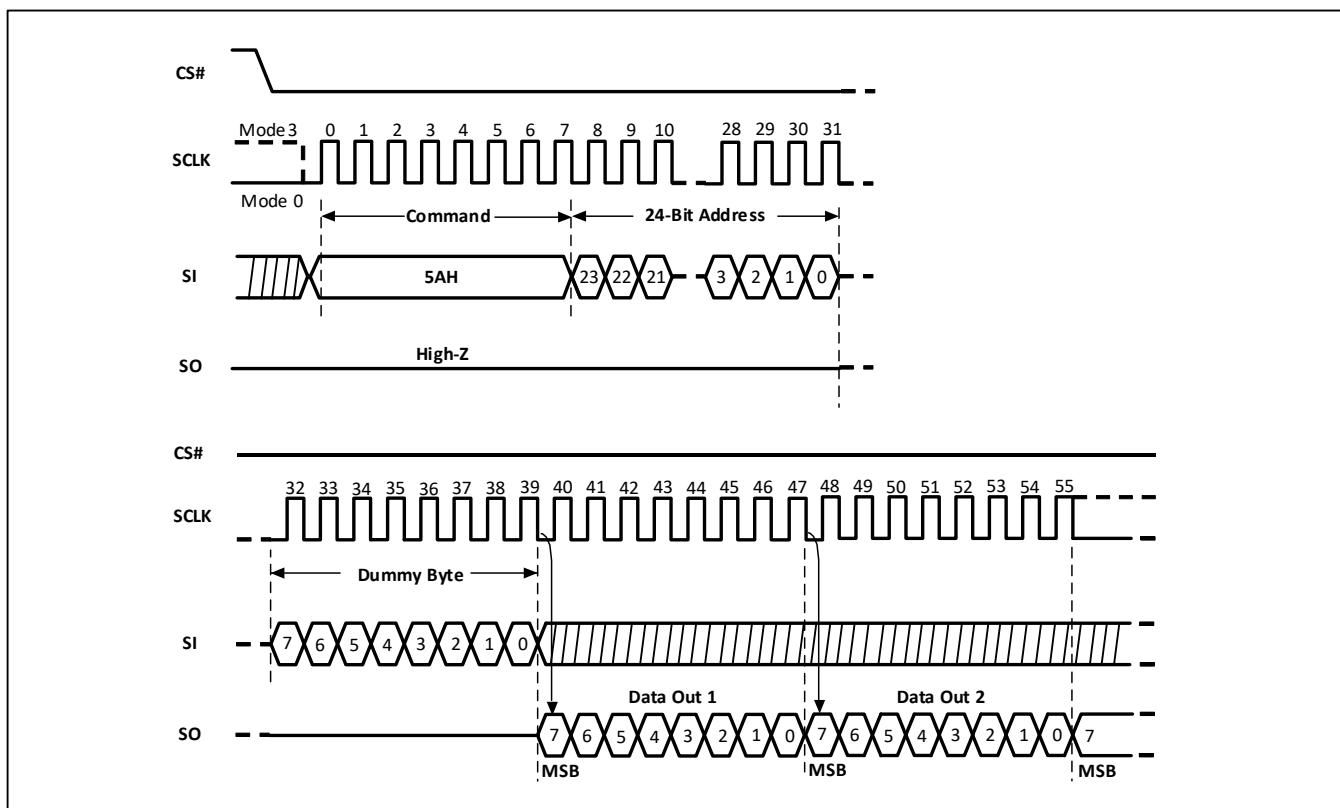 CS#
Mode 3 0 1 2 3 4 5 6 7 8 9 10 28 29 30 31
SCLK
Mode 0
Command 24-Bit Address
SI 5AH 23 22 21 3 2 1 0
High-Z
SO
CS#
32 33 34 35 36 37 38 39 40 41 42 43 44 45 46 47 48 49 50 51 52 53 54 55
SCLK
Dummy Byte
SI 7 6 5 4 3 2 1 0
Data Out 1 Data Out 2
SO 7 6 5 4 3 2 1 0 7 6 5 4 3 2 1 0 7
MSB MSB MSB